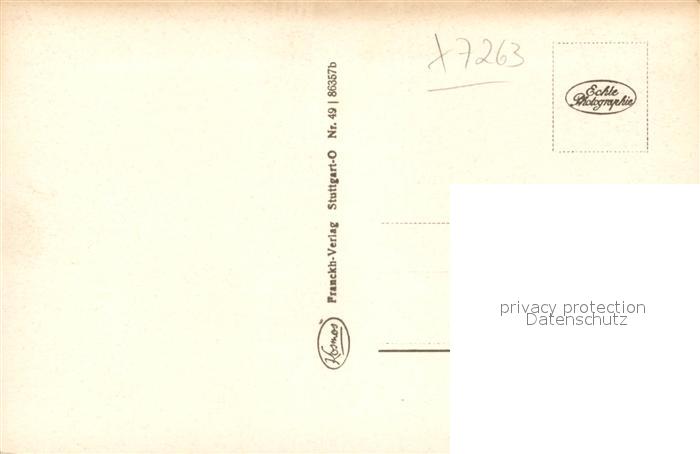 X7263
Echte
Photographie
Kosmos
Franckh-Verlag Stuttgart-O Nr. 49 | 86357b
privacy protection
Datenschutz